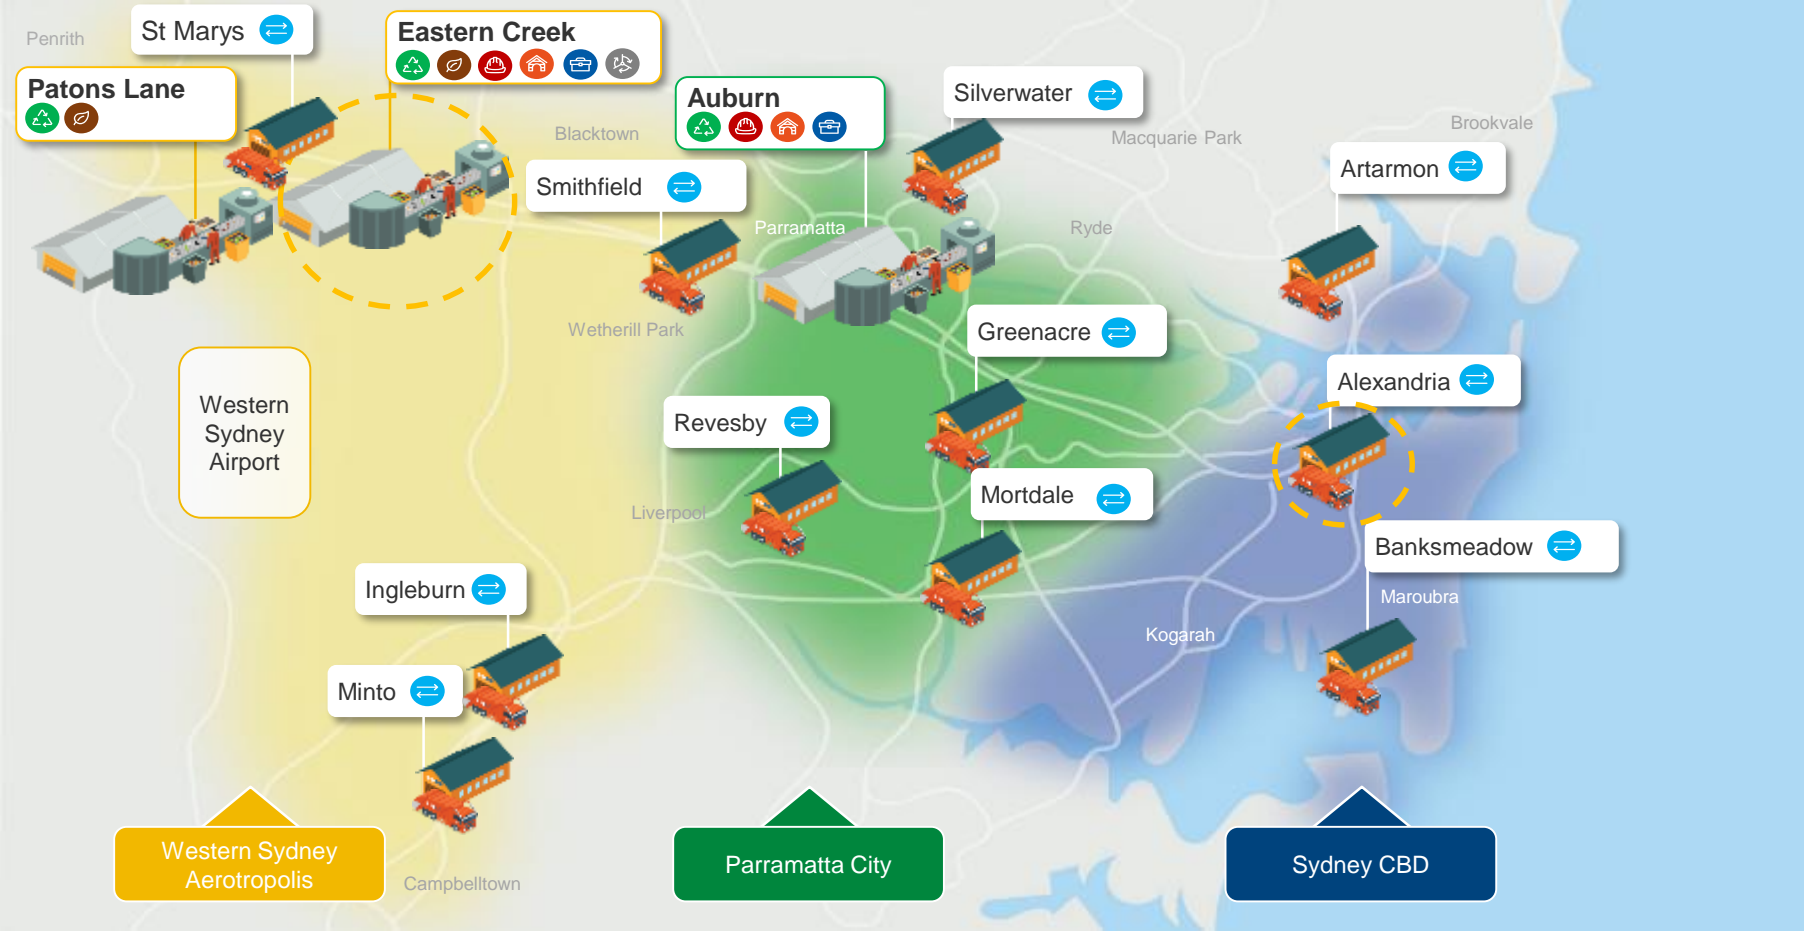 Penrith
St Marys
Eastern Creek
Patons Lane
Auburn
Silverwater
Blacktown
Macquarie Park
Brookvale
Smithfield
Artarmon
Parramatta
Ryde
Wetherill Park
Greenacre
Western
Sydney
Airport
Alexandria
Revesby
Mortdale
Liverpool
Banksmeadow
Ingleburn
Maroubra
Kogarah
Minto
Western Sydney
Aerotropolis
Parramatta City
Sydney CBD
Campbelltown